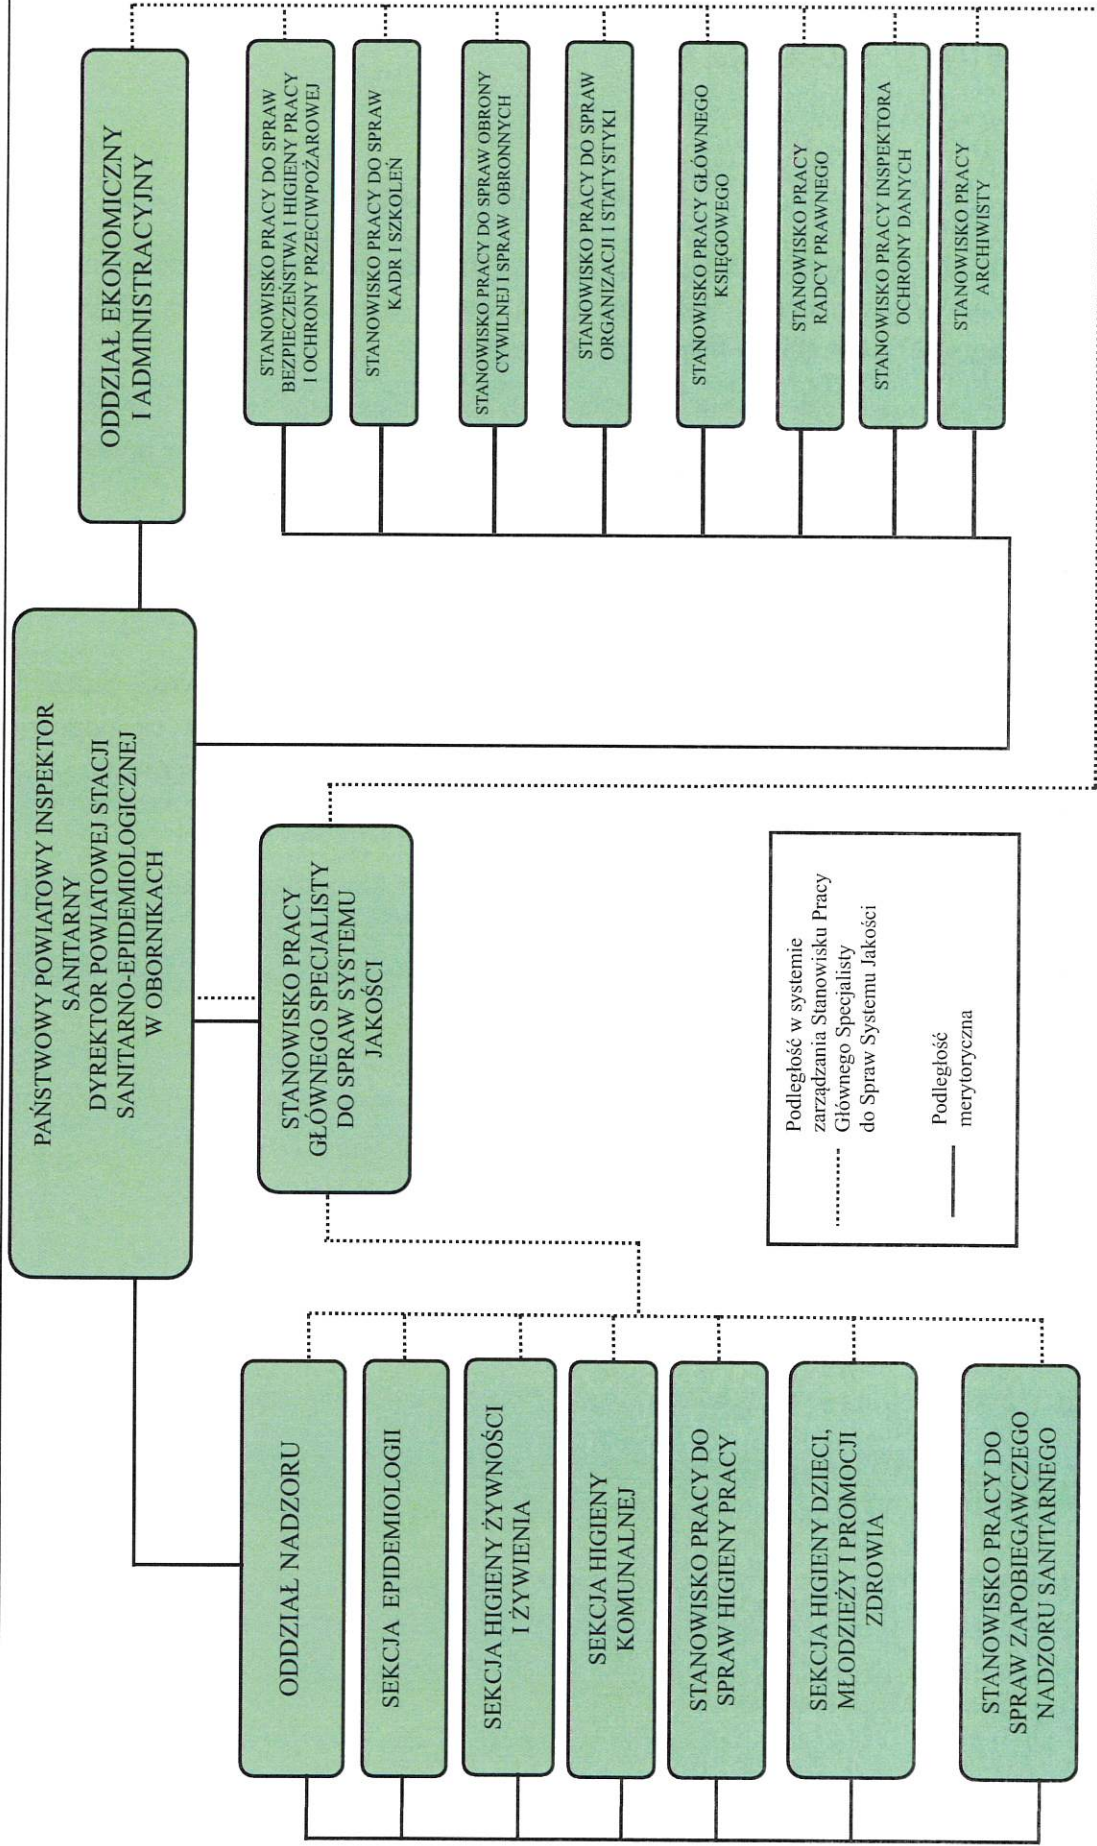 PAŃSTWOWY POWIATOWY INSPEKTOR
SANITARNY
DYREKTOR POWIATOWEJ STACJI
SANITARNO-EPIDEMIOLOGICZNEJ
W OBORNIKACH
ODDZIAŁ NADZORU
SEKCJA EPIDEMIOLOGII
SEKCJA HIGIENY ŻYWNOŚCI
I ŻYWIENIA
SEKCJA HIGIENY
KOMUNALNEJ
STANOWISKO PRACY DO
SPRAW HIGIENY PRACY
SEKCJA HIGIENY DZIECI,
MŁODZIEŻY I PROMOCJI
ZDROWIA
STANOWISKO PRACY DO
SPRAW ZAPOBIEGAWCZEGO
NADZORU SANITARNEGO
STANOWISKO PRACY
GŁÓWNEGO SPECJALISTY
DO SPRAW SYSTEMU
JAKOŚCI
Podległość w systemie
zarządzania Stanowisku Pracy
Głównego Specjalisty
do Spraw Systemu Jakości
Podległość
merytoryczna
ODDZIAŁ EKONOMICZNY
I ADMINISTRACYJNY
STANOWISKO PRACY DO SPRAW
BEZPIECZEŃSTWA I HIGIENY PRACY
I OCHRONY PRZECIWPOŻAROWEJ
STANOWISKO PRACY DO SPRAW
KADR I SZKOLEŃ
STANOWISKO PRACY DO SPRAW OBRONY
CYWILNEJ I SPRAW OBRONNYCH
STANOWISKO PRACY DO SPRAW
ORGANIZACJI I STATYSTYKI
STANOWISKO PRACY GŁÓWNEGO
KSIĘGOWEGO
STANOWISKO PRACY
RADCY PRAWNEGO
STANOWISKO PRACY INSPEKTORA
OCHRONY DANYCH
STANOWISKO PRACY
ARCHIWISTY